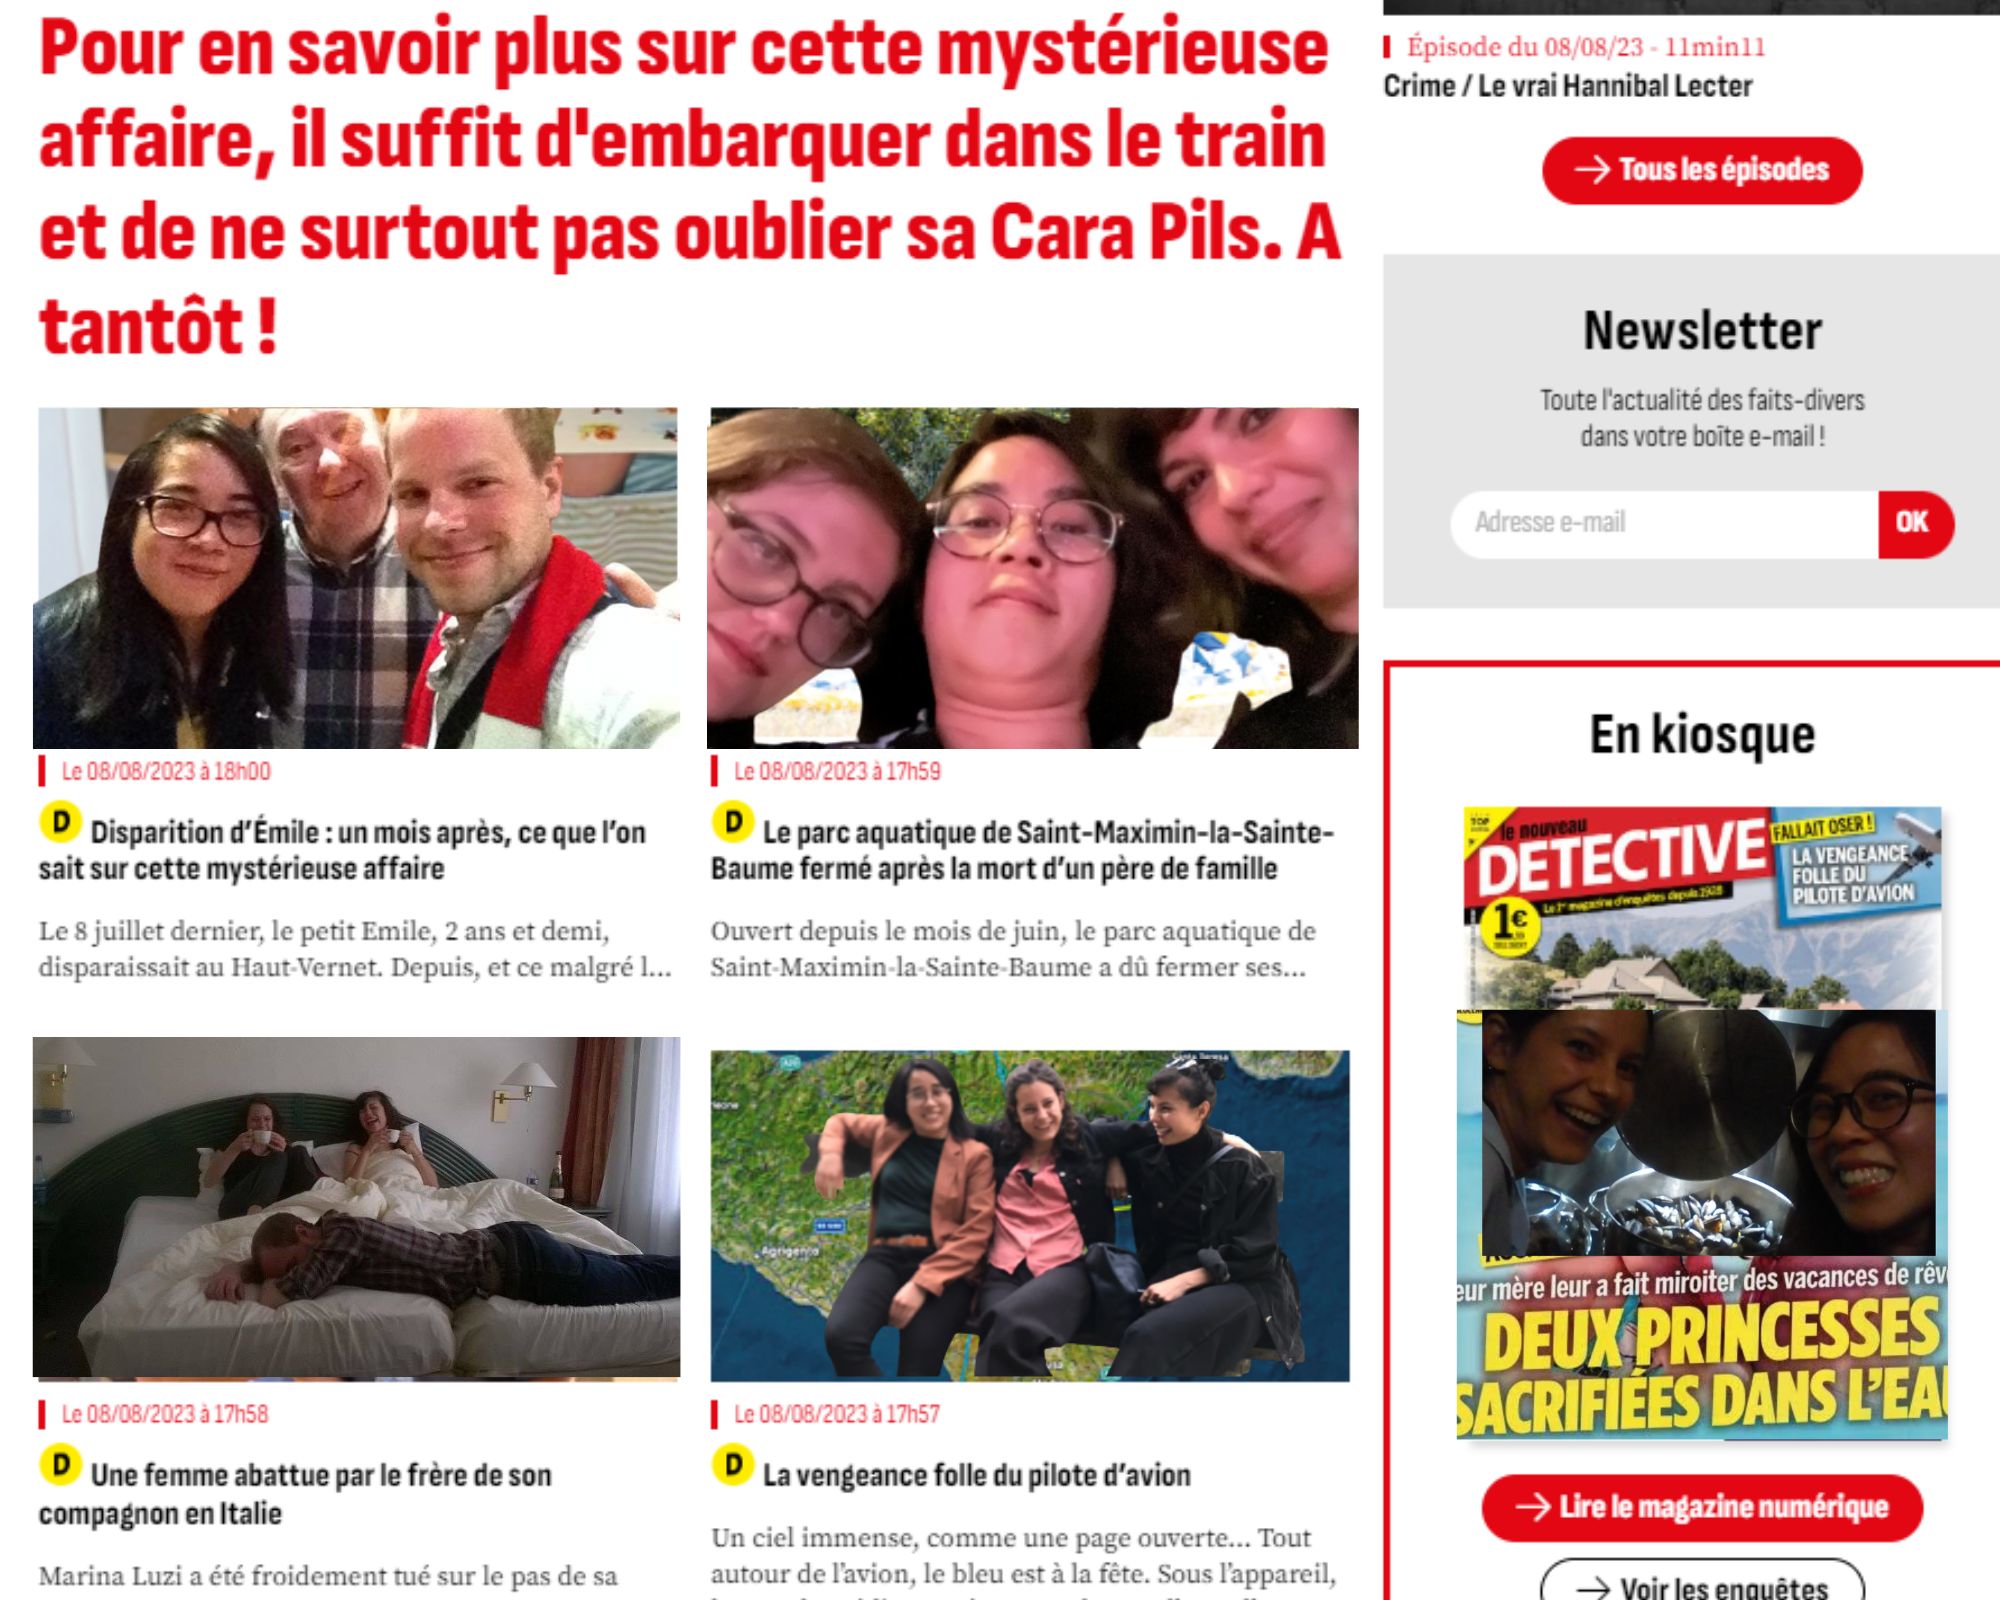 Pour en savoir plus sur cette mystérieuse
affaire, il suffit d'embarquer dans le train
et de ne surtout pas oublier sa Cara Pils. A
tantôt !
Le 08/08/2023 à 18h00
D Disparition d’Émile : un mois après, ce que l’on
sait sur cette mystérieuse affaire
Le 8 juillet dernier, le petit Emile, 2 ans et demi,
disparaissait au Haut-Vernet. Depuis, et ce malgré l...
Le 08/08/2023 à 17h59
D Le parc aquatique de Saint-Maximin-la-Sainte-
Baume fermé après la mort d’un père de famille
Ouvert depuis le mois de juin, le parc aquatique de
Saint-Maximin-la-Sainte-Baume a dû fermer ses...
Le 08/08/2023 à 17h58
D Une femme abattue par le frère de son
compagnon en Italie
Marina Luzi a été froidement tué sur le pas de sa
Agrigento
Le 08/08/2023 à 17h57
D La vengeance folle du pilote d’avion
Un ciel immense, comme une page ouverte... Tout
autour de l’avion, le bleu est à la fête. Sous l’appareil,
Épisode du 08/08/23 - 11min11
Crime / Le vrai Hannibal Lecter
→ Tous les épisodes
Newsletter
Toute l'actualité des faits-divers
dans votre boîte e-mail !
Adresse e-mail
OK
En kiosque
TOP
le nouveau
DETECTIVE
Le 1er magazine d'enquêtes depuis 1928
1€
FALLAIT OSER !
LA VENGEANCE
FOLLE DU
PILOTE D'AVION
eur mère leur a fait miroiter des vacances de rêv
DEUX PRINCESSES
SACRIFIÉES DANS L'EAU
→ Lire le magazine numérique
→ Voir les enquêtes